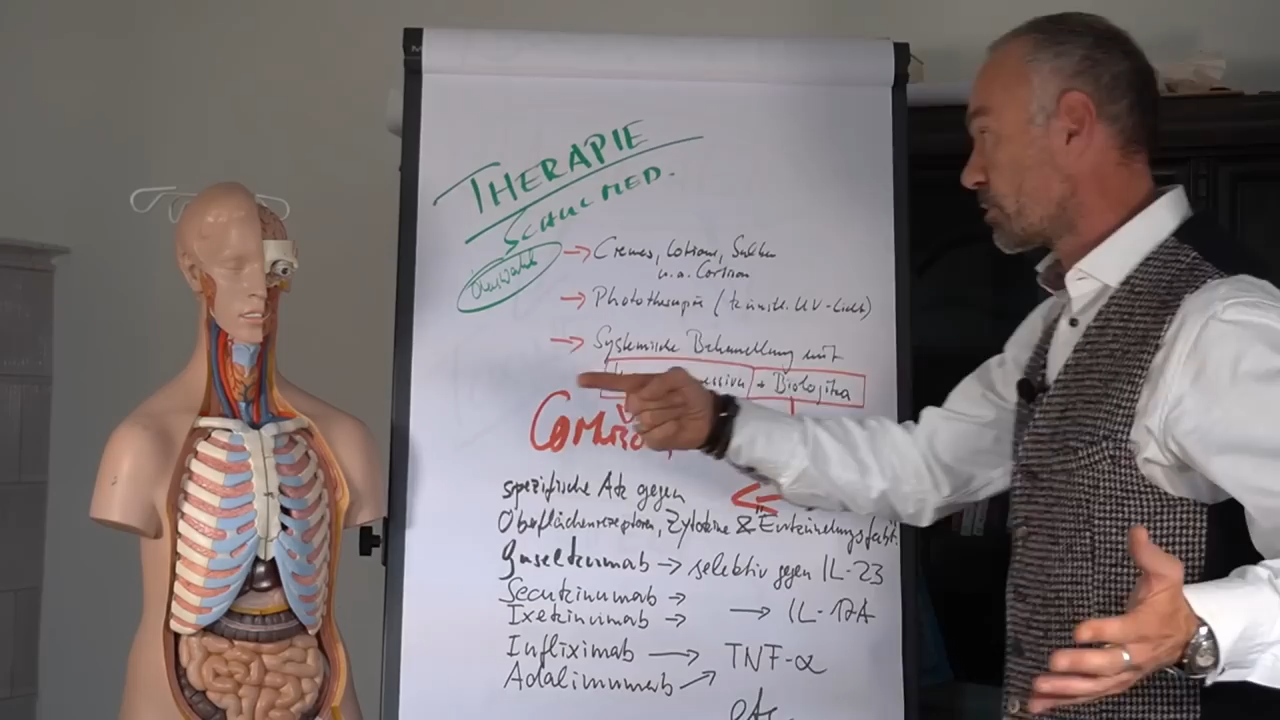 THERAPIE
SCHULMED.
→ Cremes, Lotions, Salben
u.a. Cortison
→ Phototherapie (künstl. UV-Licht)
→ Systemische Behandlung mit
+ Biologika
spezifische Ak gegen
Oberflächenrezeptoren, Zytokine & Entzündungsfakt.
Guselkumab → selektiv gegen IL-23
Secukinumab →
Ixekinumab → → IL-17A
Infliximab → TNF-α
Adalimumab
etc